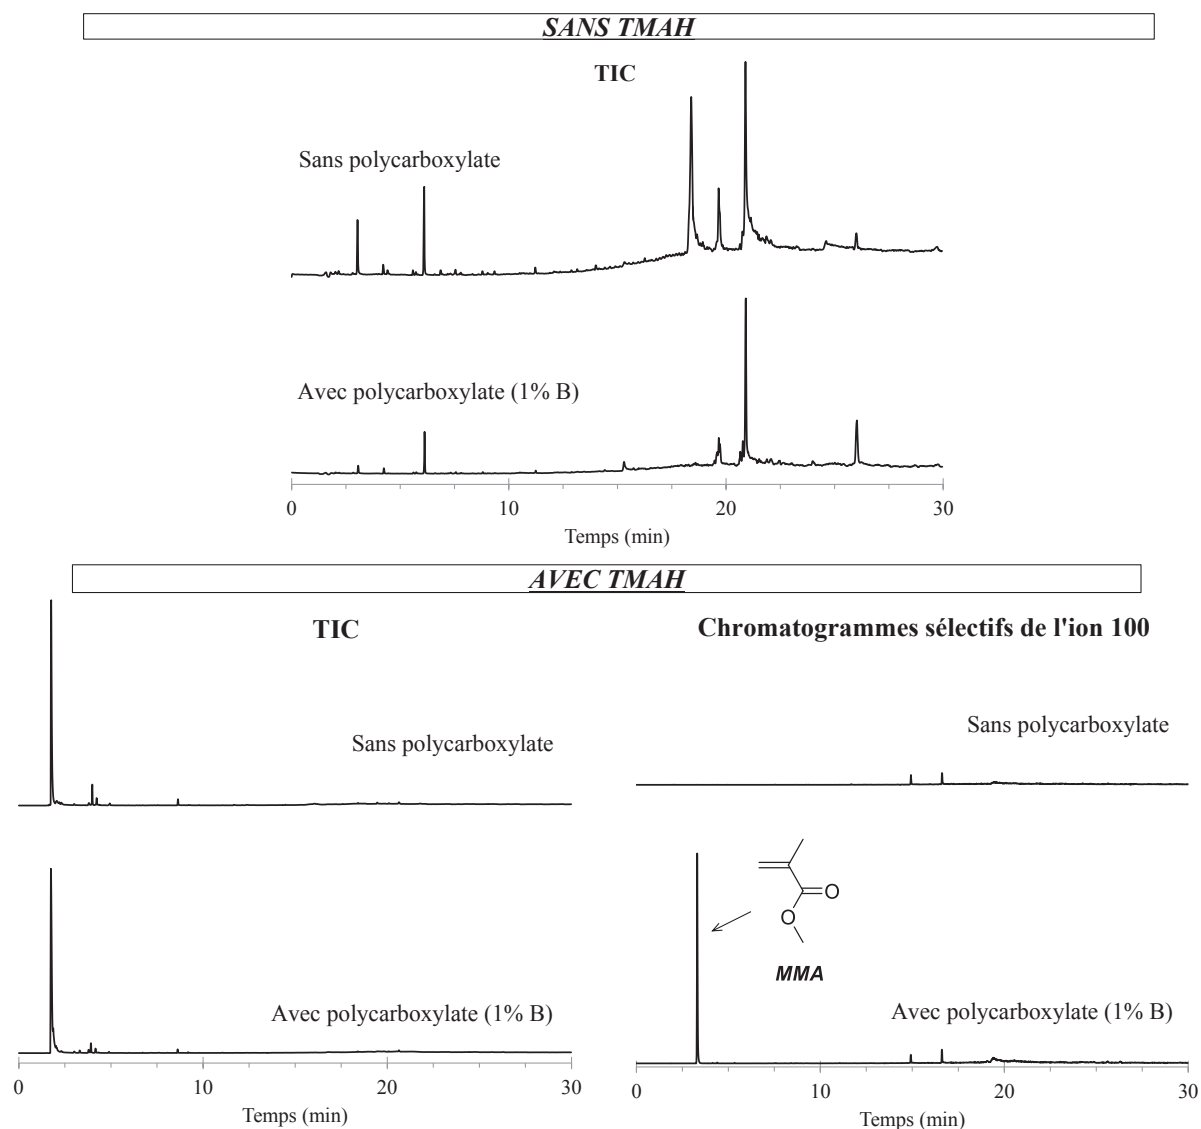 SANS TMAH
TIC
Sans polycarboxylate
Avec polycarboxylate (1% B)
0 10 20 30
Temps (min)
AVEC TMAH
TIC
Chromatogrammes sélectifs de l'ion 100
Sans polycarboxylate
Sans polycarboxylate
O
O
MMA
Avec polycarboxylate (1% B)
Avec polycarboxylate (1% B)
0 10 20 30
0 10 20 30
Temps (min)
Temps (min)